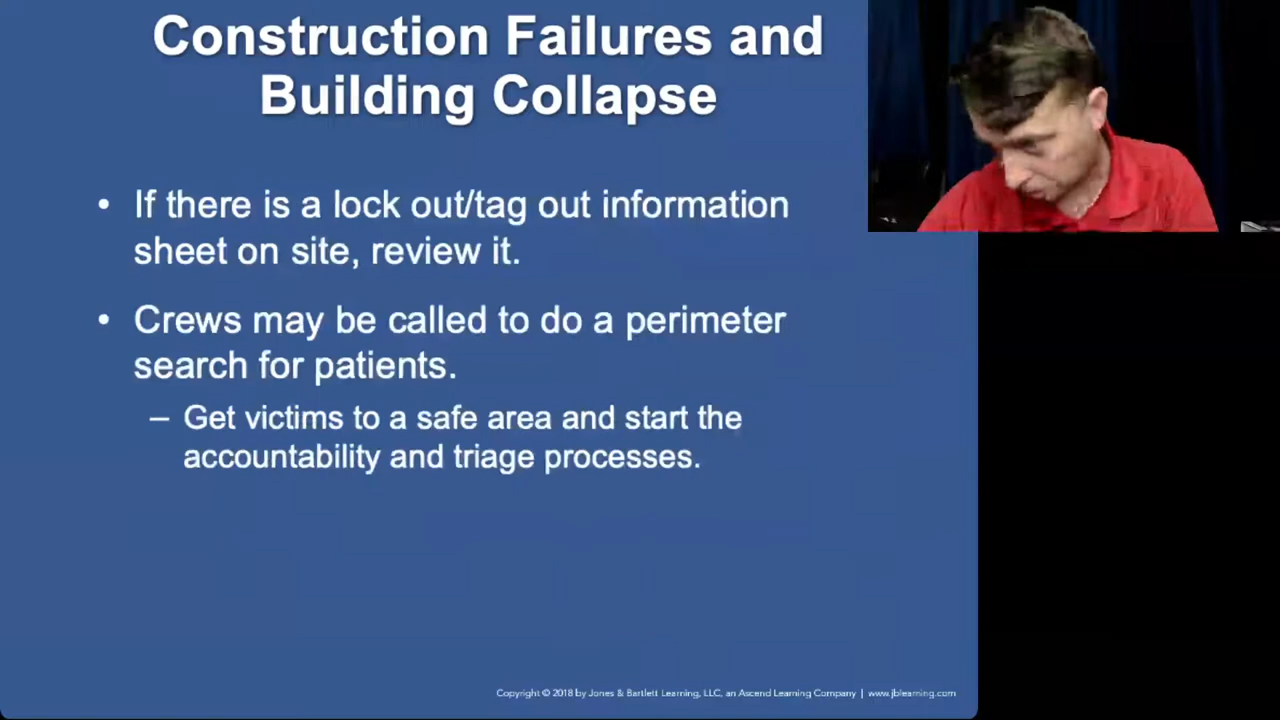 Construction Failures and
Building Collapse
• If there is a lock out/tag out information
sheet on site, review it.
• Crews may be called to do a perimeter
search for patients.
– Get victims to a safe area and start the
accountability and triage processes.
Copyright © 2018 by Jones & Bartlett Learning, LLC, an Ascend Learning Company | www.jblearning.com